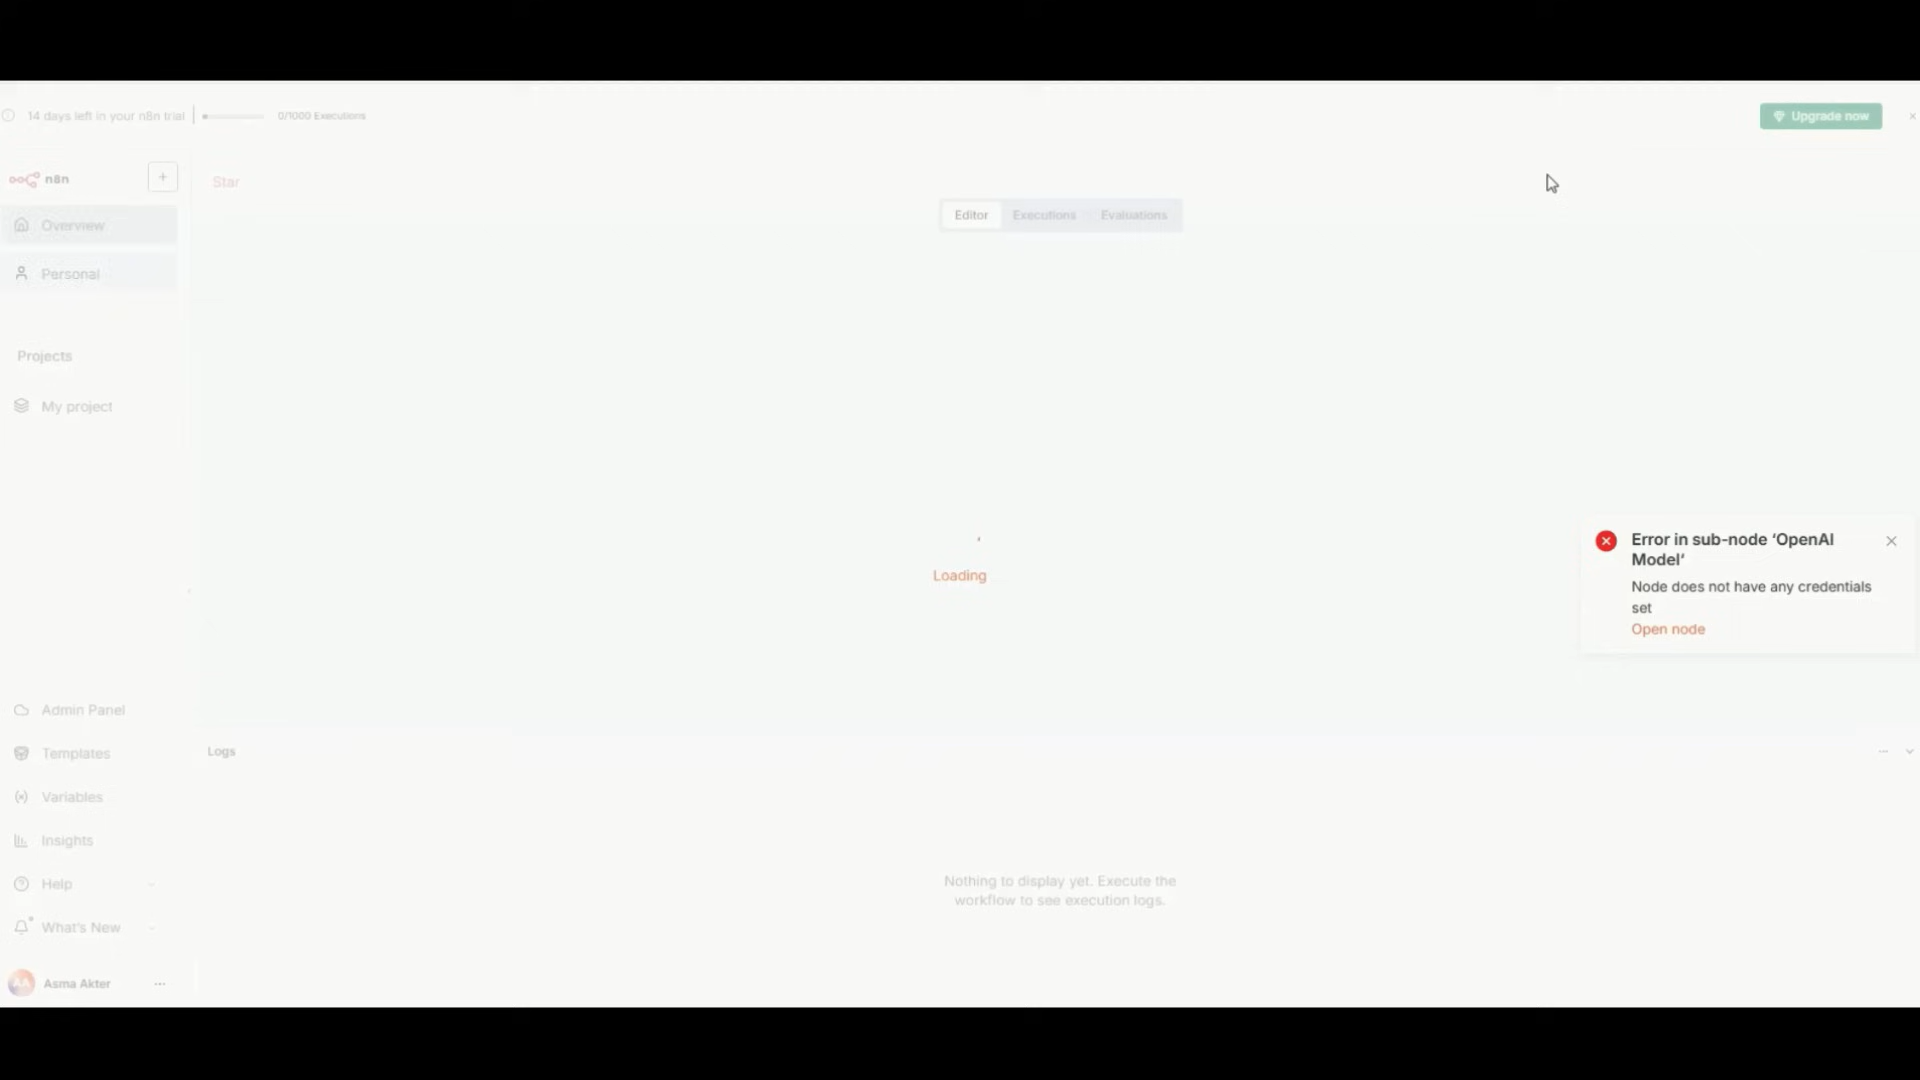 14 days left in your n8n trial
0/1000 Executions
Upgrade now
n8n
Star
Overview
Editor
Executions
Evaluations
Personal
Projects
My project
Error in sub-node ‘OpenAI
Model‘
Loading
Node does not have any credentials
set
Open node
Admin Panel
Templates
Logs
Variables
Insights
Help
Nothing to display yet. Execute the
workflow to see execution logs.
What's New
AA
Asma Akter